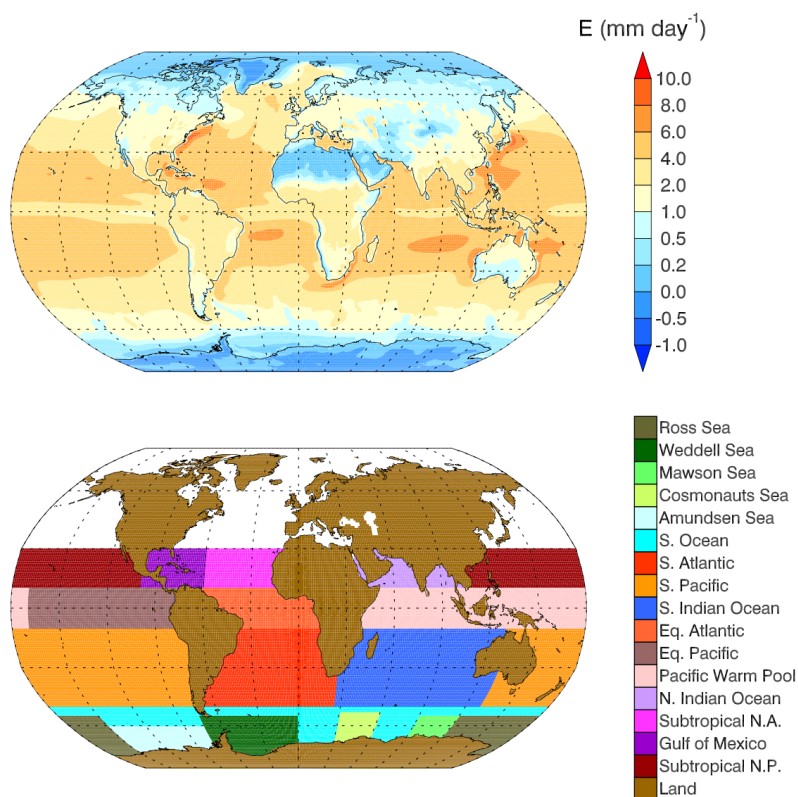 E (mm day-1)
10.0
8.0
6.0
4.0
2.0
1.0
0.5
0.2
0.0
-0.5
-1.0
Ross Sea
Weddell Sea
Mawson Sea
Cosmonauts Sea
Amundsen Sea
S. Ocean
S. Atlantic
S. Pacific
S. Indian Ocean
Eq. Atlantic
Eq. Pacific
Pacific Warm Pool
N. Indian Ocean
Subtropical N.A.
Gulf of Mexico
Subtropical N.P.
Land